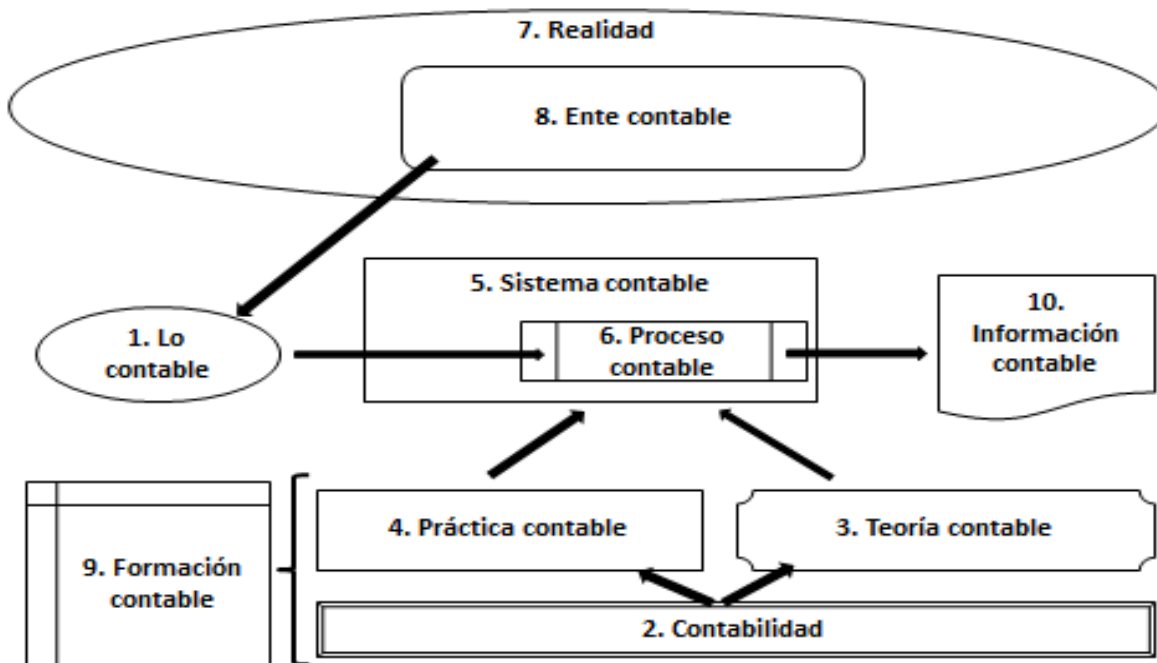 7. Realidad
8. Ente contable
5. Sistema contable
1. Lo
contable
6. Proceso
contable
10.
Información
contable
4. Práctica contable
3. Teoría contable
9. Formación
contable
2. Contabilidad